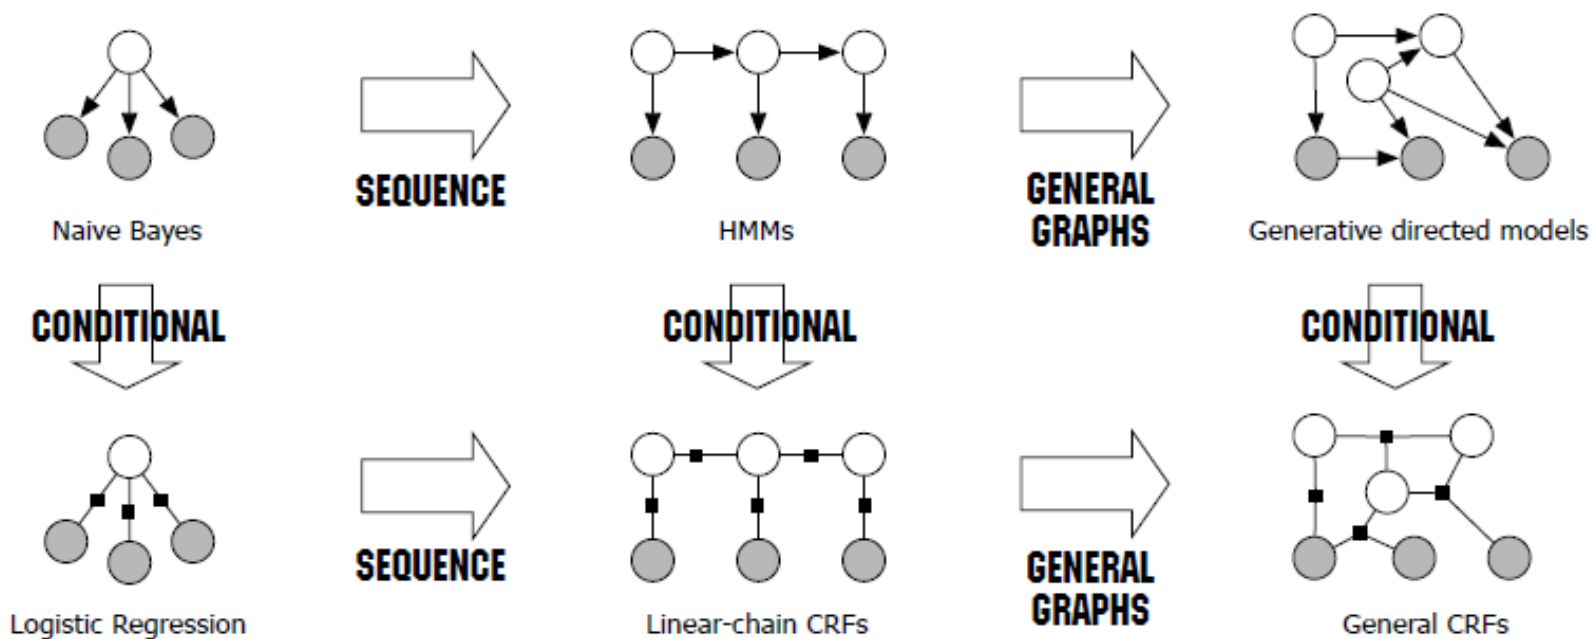 SEQUENCE
GENERAL
GRAPHS
Naive Bayes
HMMs
Generative directed models
CONDITIONAL
CONDITIONAL
CONDITIONAL
SEQUENCE
GENERAL
GRAPHS
Logistic Regression
Linear-chain CRFs
General CRFs